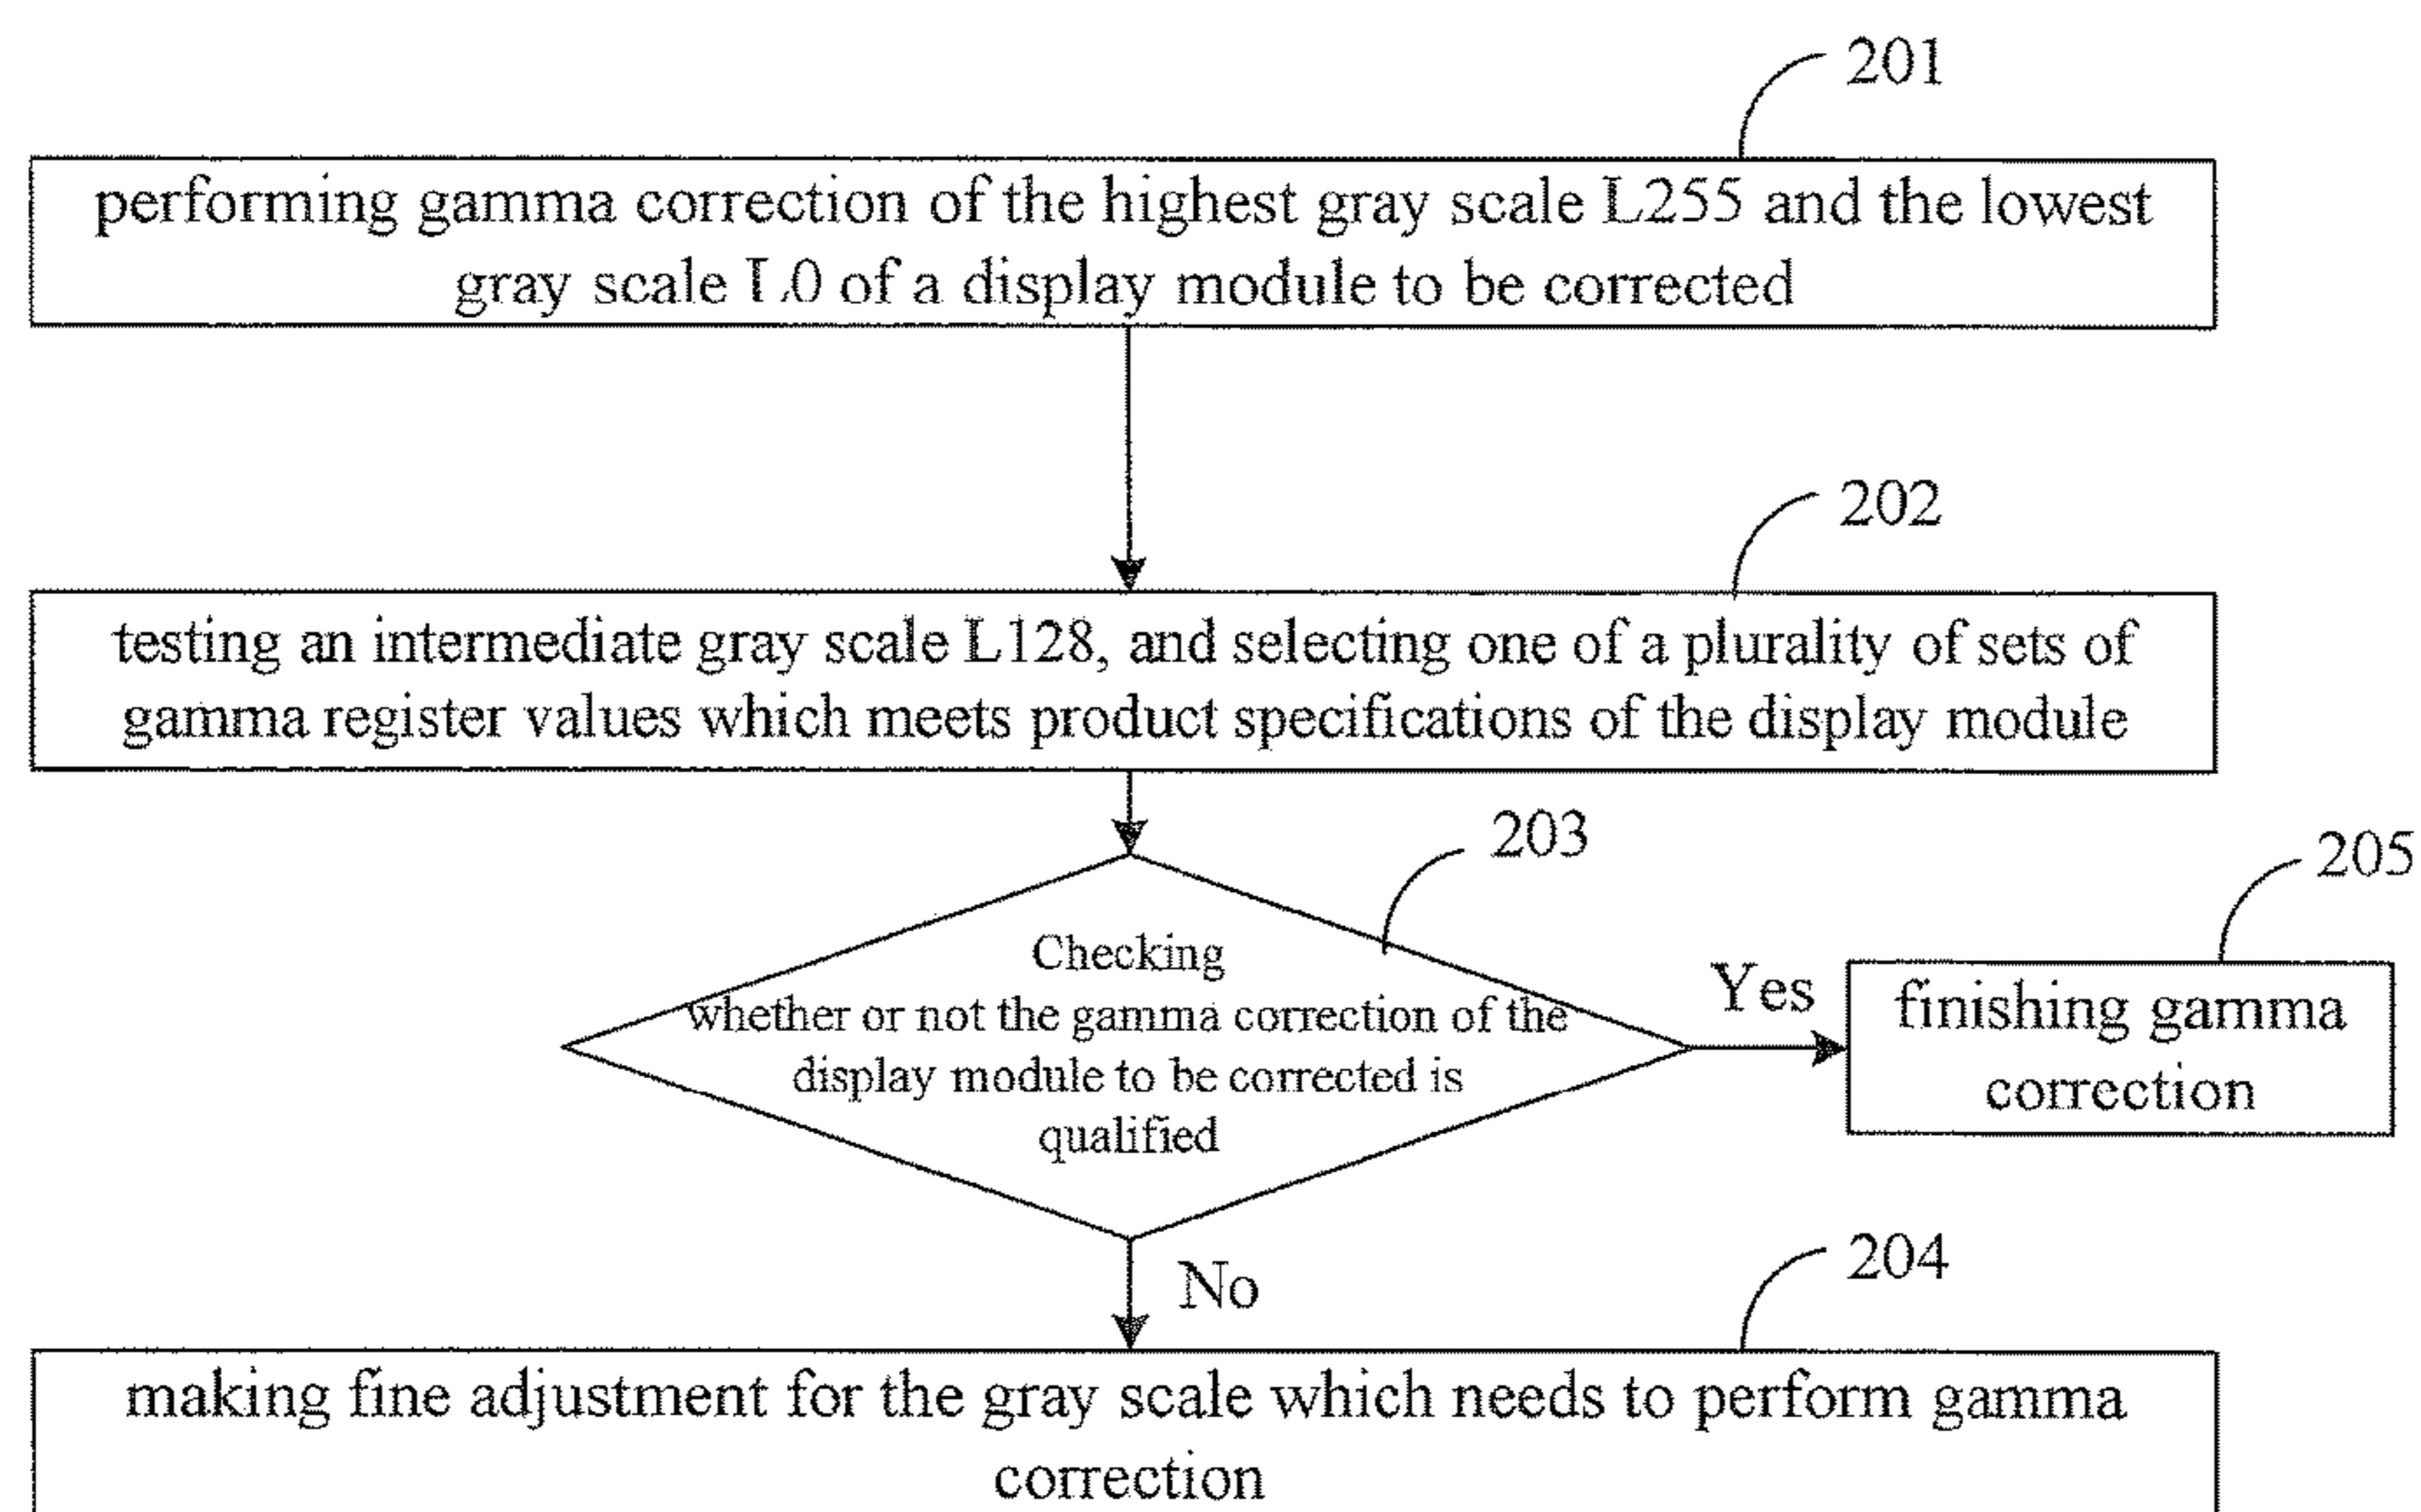 201
performing gamma correction of the highest gray scale L255 and the lowest
gray scale L0 of a display module to be corrected
202
testing an intermediate gray scale L128, and selecting one of a plurality of sets of
gamma register values which meets product specifications of the display module
203
205
Checking
whether or not the gamma correction of the
display module to be corrected is
qualified
Yes
finishing gamma
correction
No
204
making fine adjustment for the gray scale which needs to perform gamma
correction